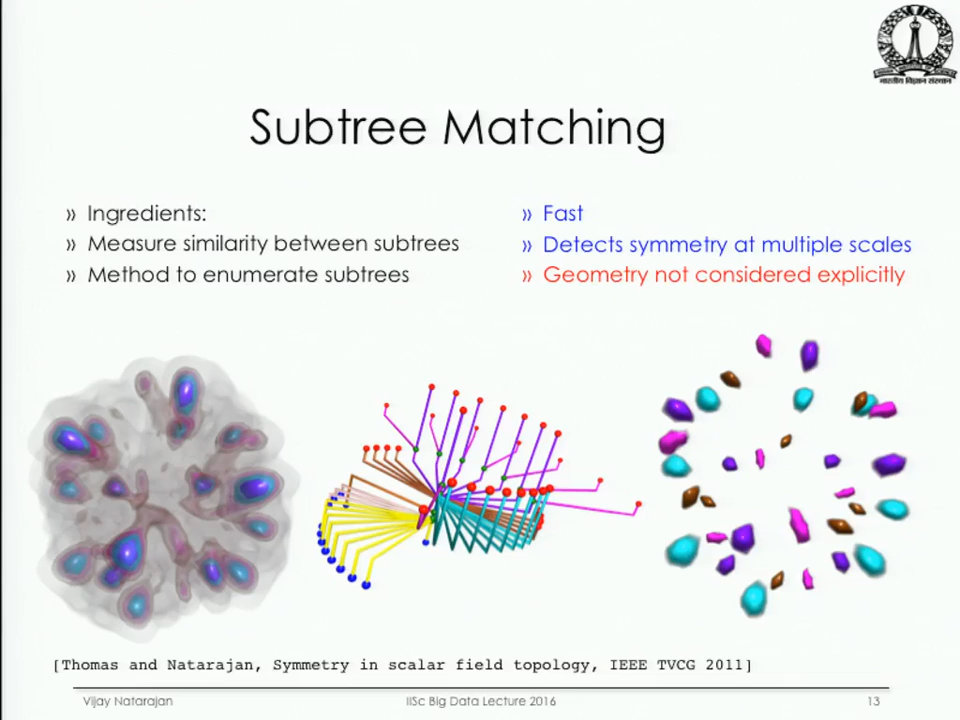 भारतीय विज्ञान संस्थान
Subtree Matching
» Ingredients:
» Measure similarity between subtrees
» Method to enumerate subtrees
» Fast
» Detects symmetry at multiple scales
» Geometry not considered explicitly
[Thomas and Natarajan, Symmetry in scalar field topology, IEEE TVCG 2011]
Vijay Natarajan
IISc Big Data Lecture 2016
13